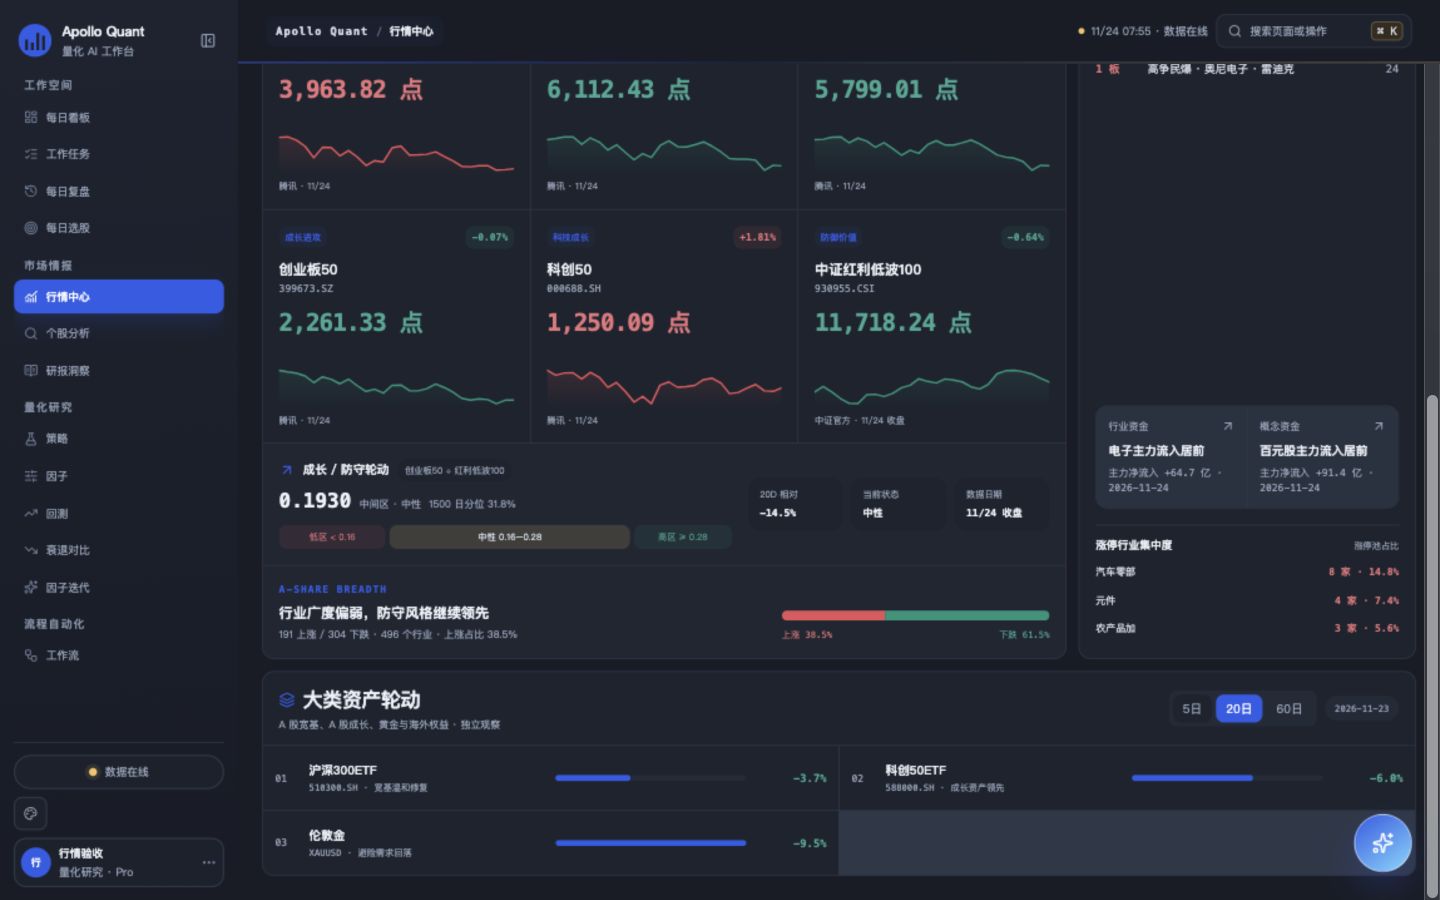 Apollo Quant
量化 AI 工作台
工作空间
每日看板
工作任务
每日复盘
每日选股
市场情报
行情中心
个股分析
研报洞察
量化研究
策略
因子
回测
衰退对比
因子迭代
流程自动化
工作流
数据在线
行
行情验收
量化研究 · Pro
Apollo Quant / 行情中心
11/24 07:55 · 数据在线
搜索页面或操作
⌘ K
3,963.82 点
腾讯 · 11/24
6,112.43 点
腾讯 · 11/24
5,799.01 点
腾讯 · 11/24
成长进攻
-0.07%
创业板50
399673.SZ
2,261.33 点
腾讯 · 11/24
科技成长
+1.81%
科创50
000688.SH
1,250.09 点
腾讯 · 11/24
防御价值
-0.64%
中证红利低波100
930955.CSI
11,718.24 点
中证官方 · 11/24 收盘
成长 / 防守轮动
创业板50 ÷ 红利低波100
0.1930 中间区 · 中性 1500 日分位 31.8%
低区 < 0.16
中性 0.16—0.28
高区 ≥ 0.28
20D 相对
-14.5%
当前状态
中性
数据日期
11/24 收盘
A-SHARE BREADTH
行业广度偏弱，防守风格继续领先
191 上涨 / 304 下跌 · 496 个行业 · 上涨占比 38.5%
上涨 38.5%
下跌 61.5%
1 板 高争民爆 · 奥尼电子 · 雷迪克 24
行业资金
电子主力流入居前
主力净流入 +64.7 亿 ·
2026-11-24
概念资金
百元股主力流入居前
主力净流入 +91.4 亿 ·
2026-11-24
涨停行业集中度
涨停池占比
汽车零部 8 家 · 14.8%
元件 4 家 · 7.4%
农产品加 3 家 · 5.6%
大类资产轮动
A 股宽基、A 股成长、黄金与海外权益 · 独立观察
5日
20日
60日
2026-11-23
01 沪深300ETF
510300.SH · 宽基温和修复
-3.7%
02 科创50ETF
588000.SH · 成长资产领先
-6.0%
03 伦敦金
XAUUSD · 避险需求回落
-9.5%